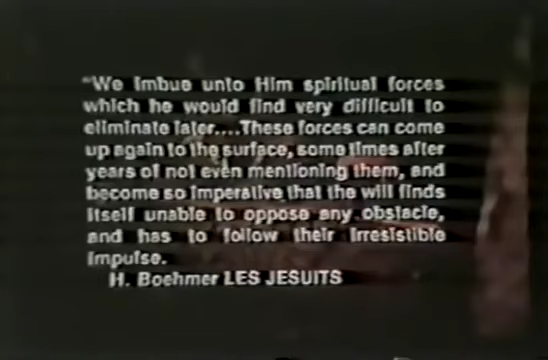 "We Imbue unto Him spiritual forces
which he would find very difficult to
eliminate later....These forces can come
up again to the surface, some times after
years of not even mentioning them, and
become so imperative that the will finds
itself unable to oppose any obstacle,
and has to follow their irresistible
impulse.
H. Boehmer LES JESUITS